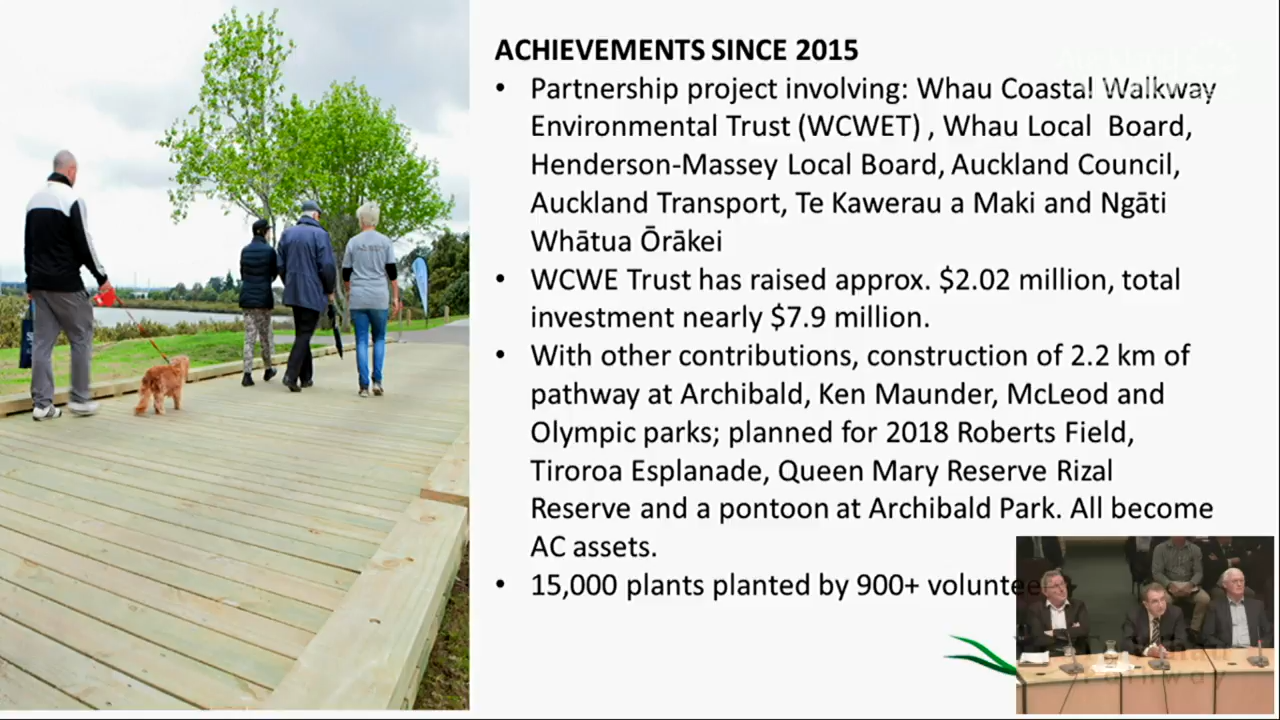 ACHIEVEMENTS SINCE 2015
• Partnership project involving: Whau Coastal Walkway
Environmental Trust (WCWET) , Whau Local Board,
Henderson-Massey Local Board, Auckland Council,
Auckland Transport, Te Kawerau a Maki and Ngāti
Whātua Ōrākei
• WCWE Trust has raised approx. $2.02 million, total
investment nearly $7.9 million.
• With other contributions, construction of 2.2 km of
pathway at Archibald, Ken Maunder, McLeod and
Olympic parks; planned for 2018 Roberts Field,
Tiroroa Esplanade, Queen Mary Reserve Rizal
Reserve and a pontoon at Archibald Park. All become
AC assets.
• 15,000 plants planted by 900+